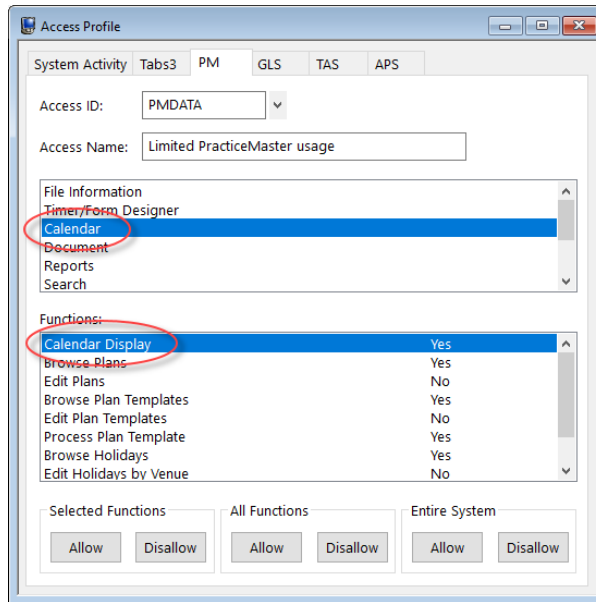 Access Profile
System Activity Tabs3 PM GLS TAS APS
Access ID: PMDATA
Access Name: Limited PracticeMaster usage
File Information
Timer/Form Designer
Calendar
Document
Reports
Search
Functions:
Calendar Display Yes
Browse Plans Yes
Edit Plans No
Browse Plan Templates Yes
Edit Plan Templates No
Process Plan Template Yes
Browse Holidays Yes
Edit Holidays by Venue No
Selected Functions All Functions Entire System
Allow Disallow Allow Disallow Allow Disallow